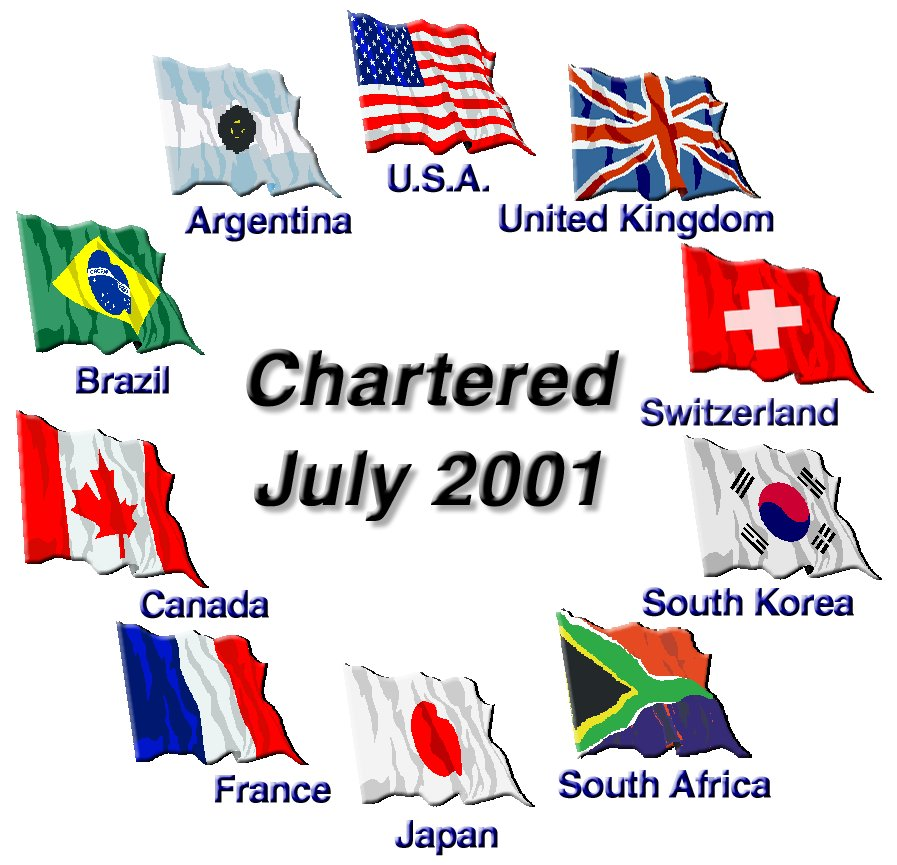 U.S.A.
Argentina
United Kingdom
Brazil
Chartered
Switzerland
July 2001
Canada
South Korea
France
South Africa
Japan